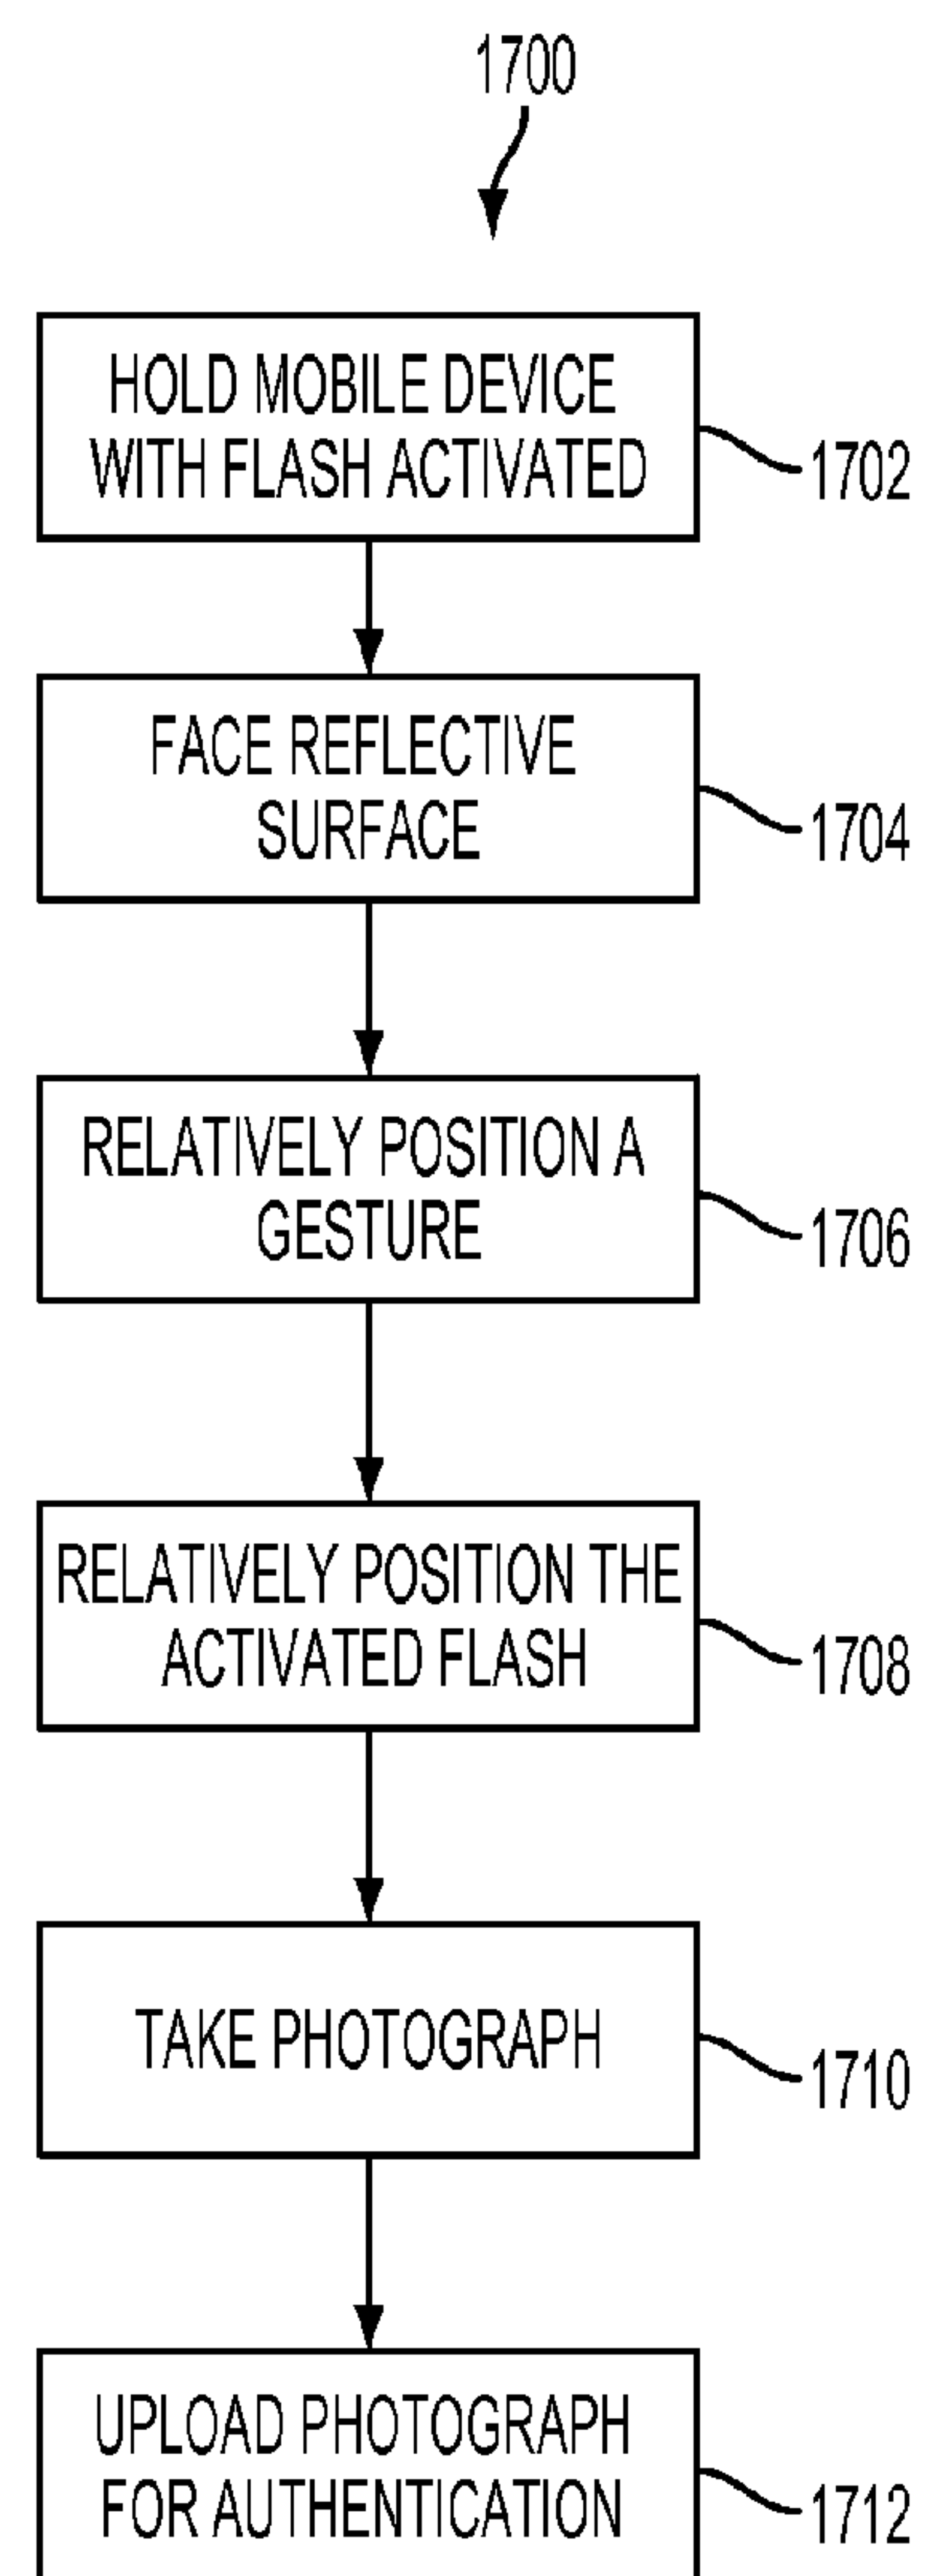 1700
HOLD MOBILE DEVICE
WITH FLASH ACTIVATED
1702
FACE REFLECTIVE
SURFACE
1704
RELATIVELY POSITION A
GESTURE
1706
RELATIVELY POSITION THE
ACTIVATED FLASH
1708
TAKE PHOTOGRAPH
1710
UPLOAD PHOTOGRAPH
FOR AUTHENTICATION
1712